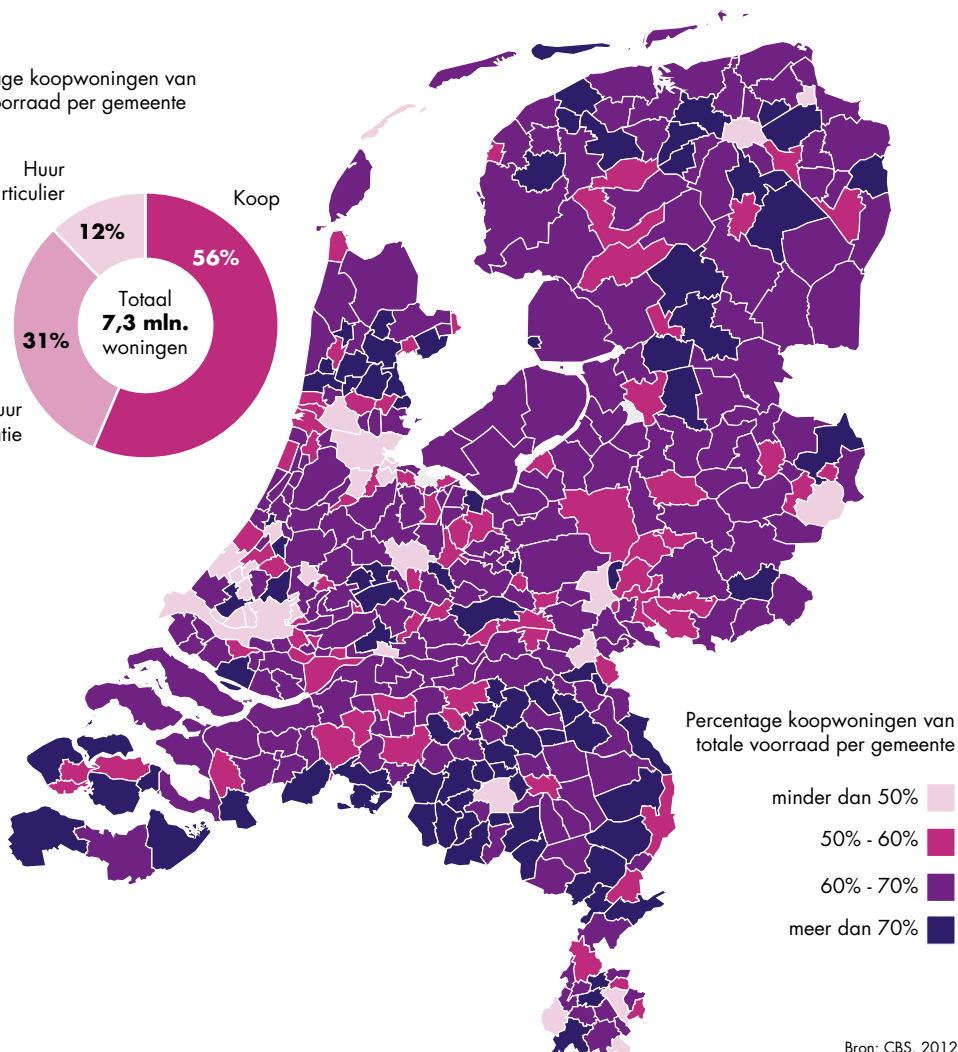 ge koopwoningen van
orraad per gemeente
Huur
rticulier
Koop
12%
56%
Totaal
7,3 mln.
woningen
31%
uur
tie
Percentage koopwoningen van
totale voorraad per gemeente
minder dan 50%
50% - 60%
60% - 70%
meer dan 70%
Bron: CBS, 2012